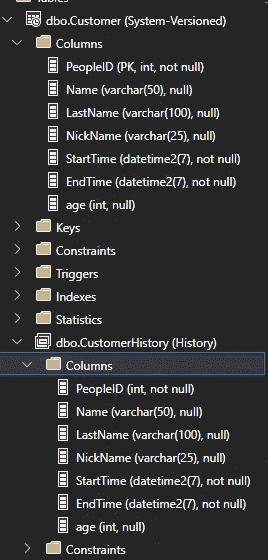 dbo.Customer (System-Versioned)
Columns
PeopleID (PK, int, not null)
Name (varchar(50), null)
LastName (varchar(100), null)
NickName (varchar(25), null)
StartTime (datetime2(7), not null)
EndTime (datetime2(7), not null)
age (int, null)
Keys
Constraints
Triggers
Indexes
Statistics
dbo.CustomerHistory (History)
Columns
PeopleID (int, not null)
Name (varchar(50), null)
LastName (varchar(100), null)
NickName (varchar(25), null)
StartTime (datetime2(7), not null)
EndTime (datetime2(7), not null)
age (int, null)
Constraints